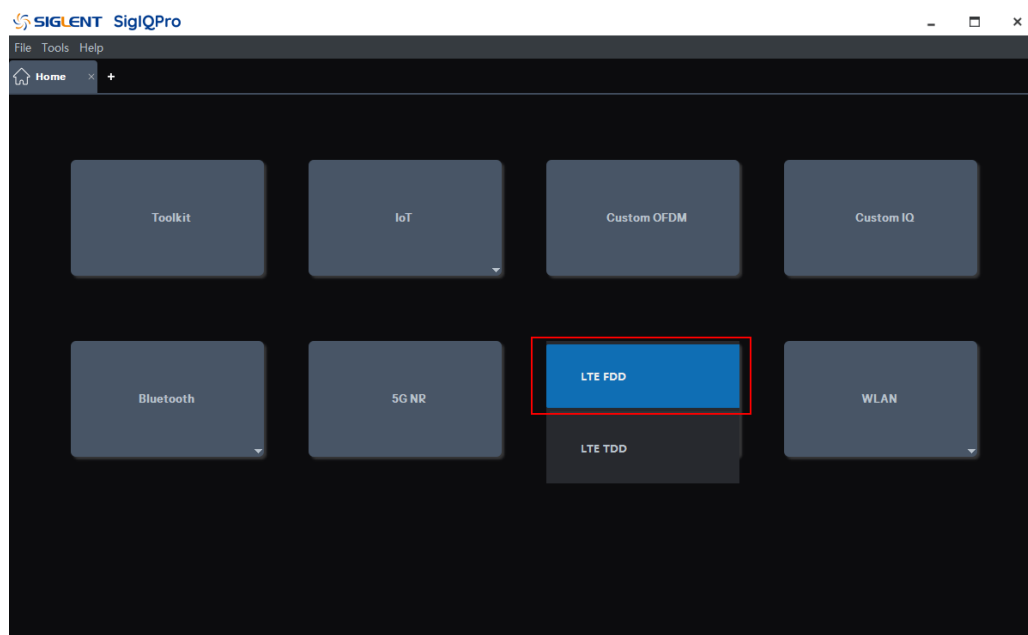 SIGLENT SigIQPro
File Tools Help
Home × +
Toolkit
IoT
Custom OFDM
Custom IQ
Bluetooth
5G NR
LTE FDD
LTE TDD
WLAN